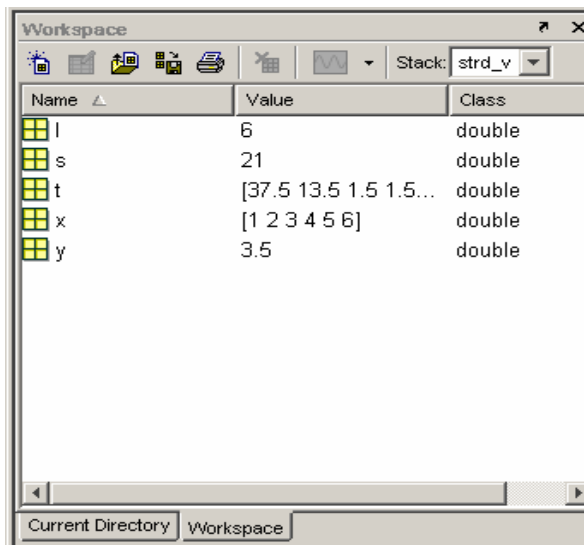 Workspace
Stack: strd_v
Name Value Class
l 6 double
s 21 double
t [37.5 13.5 1.5 1.5... double
x [1 2 3 4 5 6] double
y 3.5 double
Current Directory Workspace